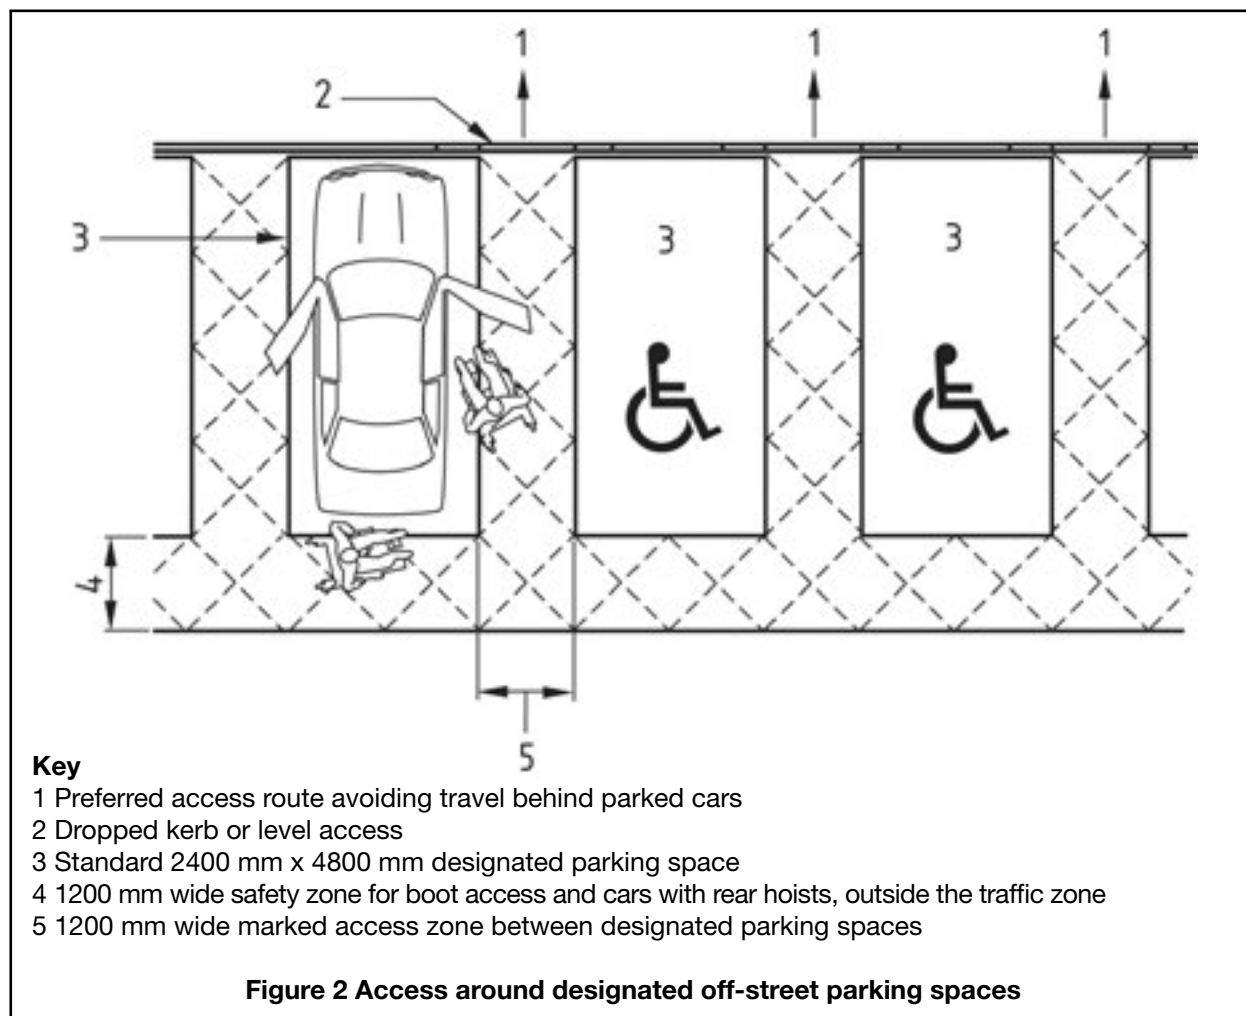 1 1 1
2
3 3 3
4
5
Key
1 Preferred access route avoiding travel behind parked cars
2 Dropped kerb or level access
3 Standard 2400 mm x 4800 mm designated parking space
4 1200 mm wide safety zone for boot access and cars with rear hoists, outside the traffic zone
5 1200 mm wide marked access zone between designated parking spaces
Figure 2 Access around designated off-street parking spaces